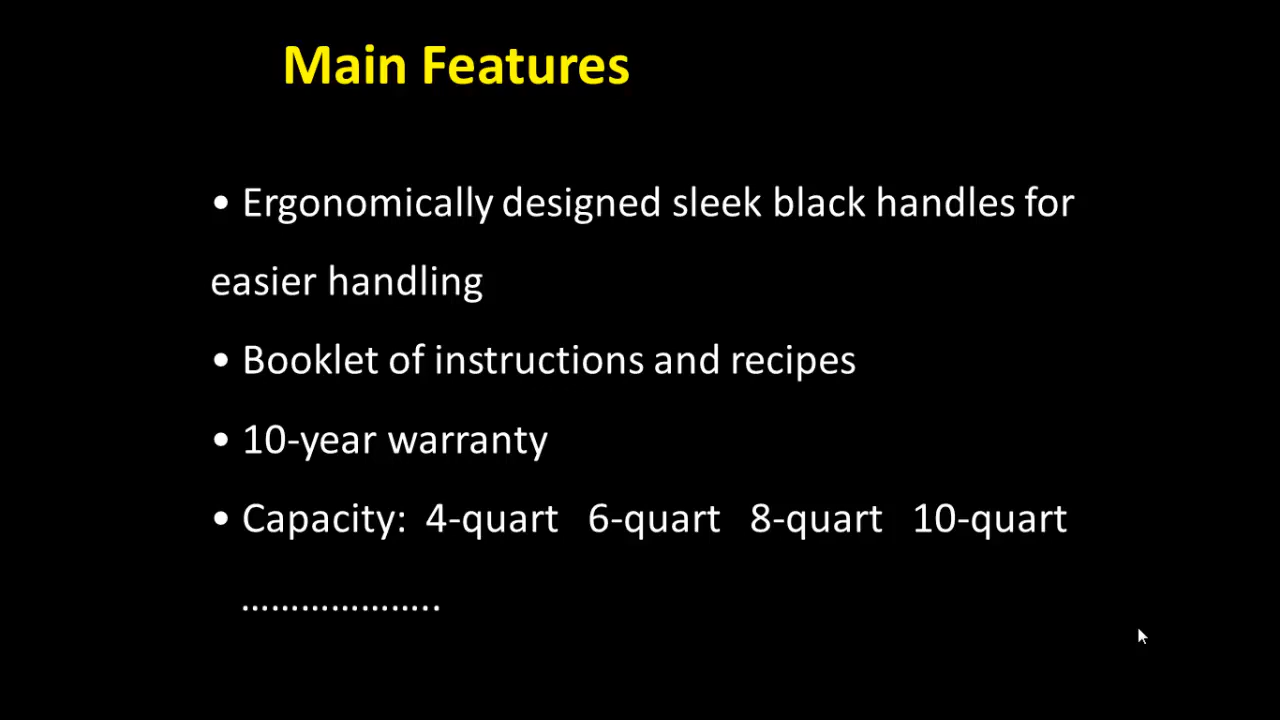 Main Features
• Ergonomically designed sleek black handles for
easier handling
• Booklet of instructions and recipes
• 10-year warranty
• Capacity:  4-quart   6-quart   8-quart   10-quart
………………….